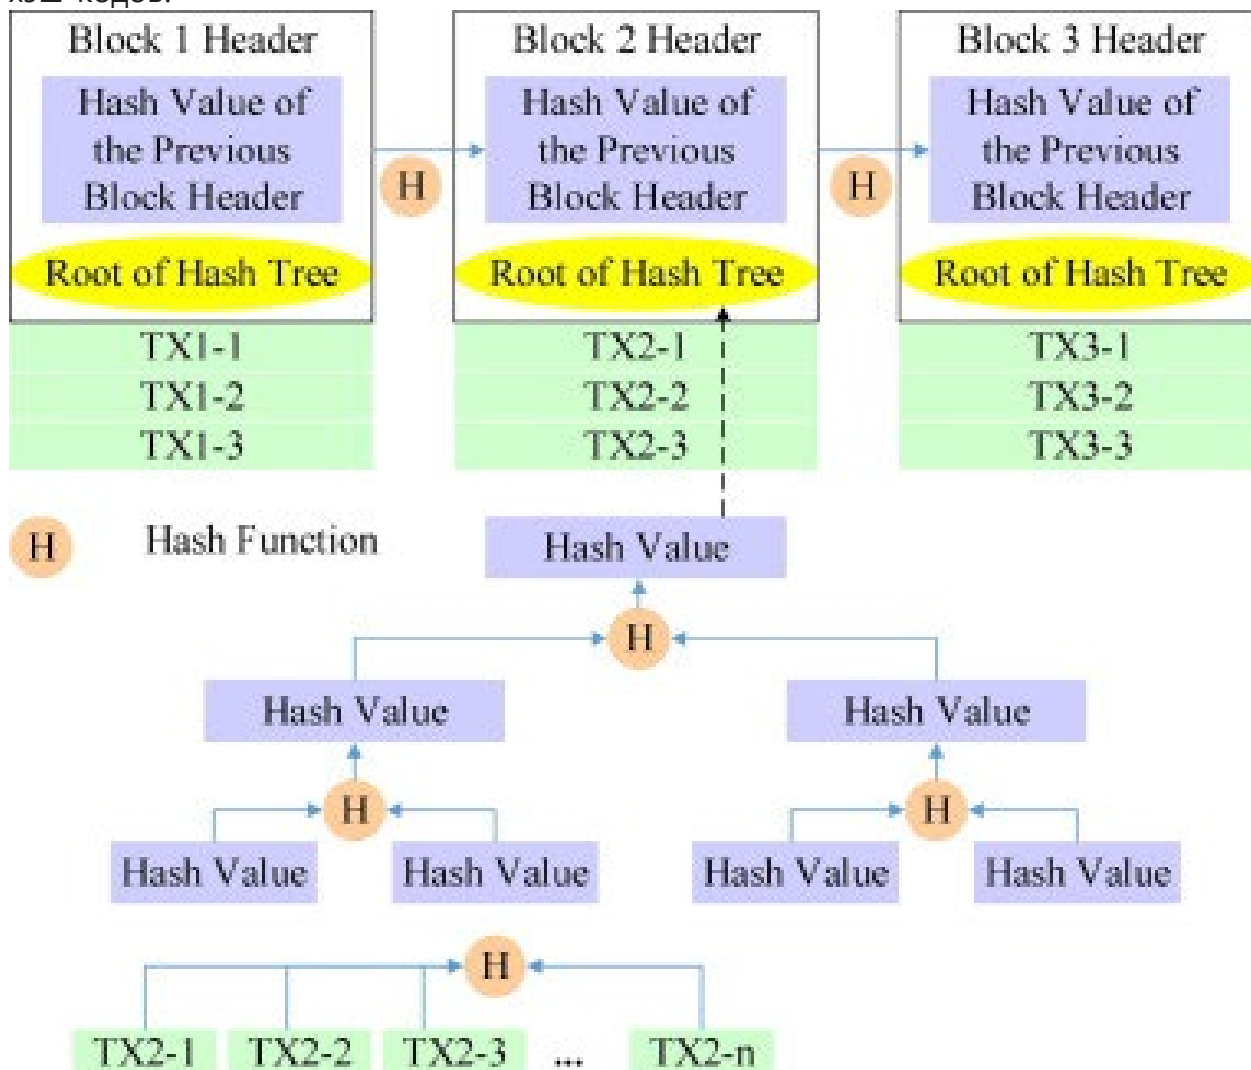 хэш-кодов.
Block 1 Header
Hash Value of
the Previous
Block Header
Root of Hash Tree
TX1-1
TX1-2
TX1-3
H
Block 2 Header
Hash Value of
the Previous
Block Header
Root of Hash Tree
TX2-1
TX2-2
TX2-3
H
Block 3 Header
Hash Value of
the Previous
Block Header
Root of Hash Tree
TX3-1
TX3-2
TX3-3
H Hash Function
Hash Value
H
Hash Value Hash Value
H H
Hash Value Hash Value Hash Value Hash Value
H
TX2-1 TX2-2 TX2-3 ... TX2-n